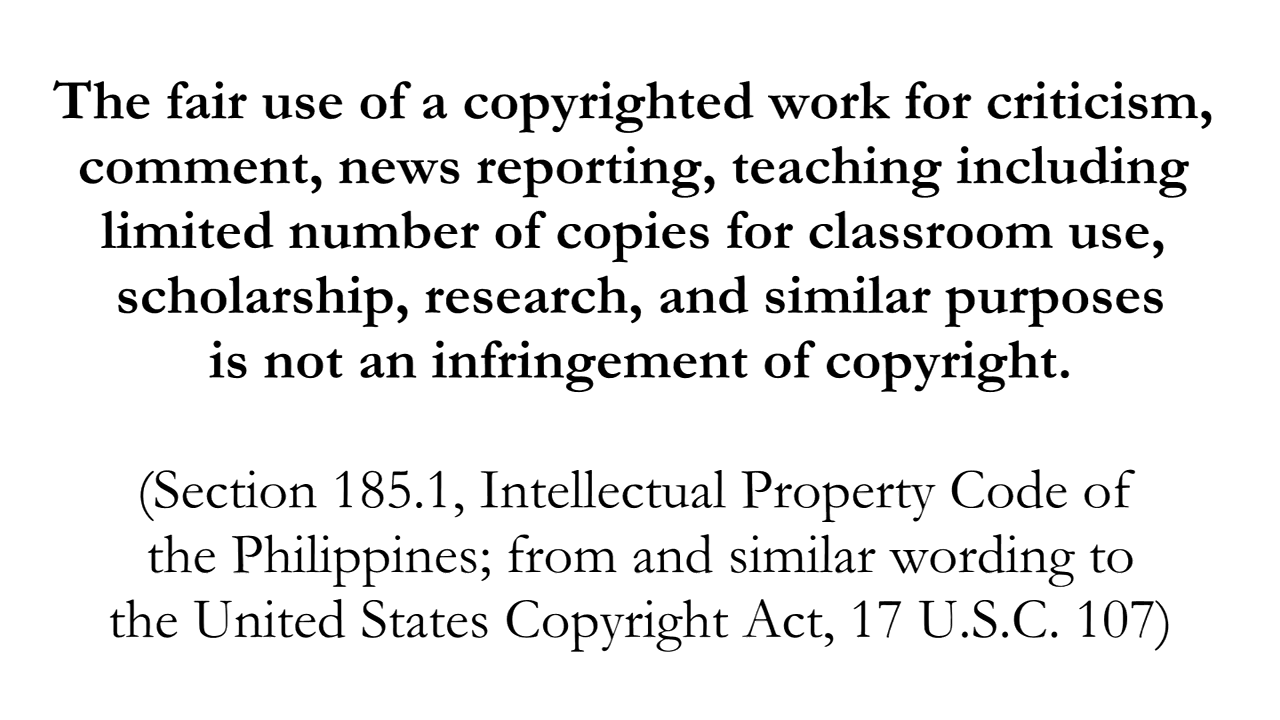 The fair use of a copyrighted work for criticism,
comment, news reporting, teaching including
limited number of copies for classroom use,
scholarship, research, and similar purposes
is not an infringement of copyright.
(Section 185.1, Intellectual Property Code of
the Philippines; from and similar wording to
the United States Copyright Act, 17 U.S.C. 107)